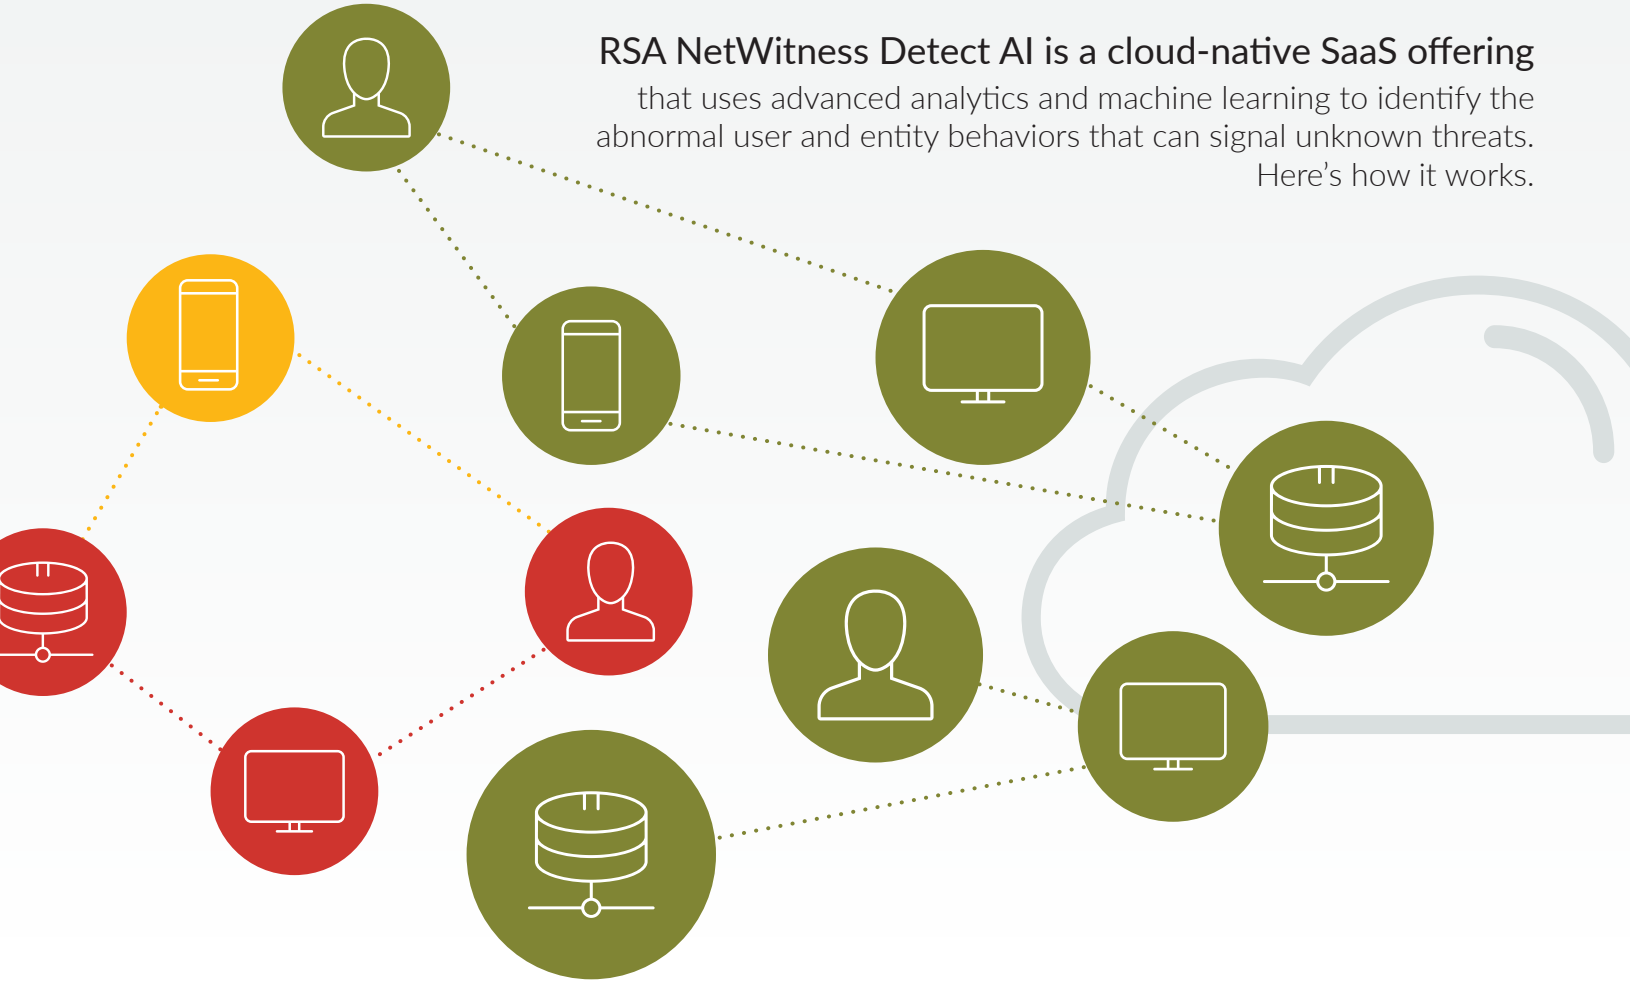 RSA NetWitness Detect AI is a cloud-native SaaS offering
that uses advanced analytics and machine learning to identify the
abnormal user and entity behaviors that can signal unknown threats.
Here’s how it works.